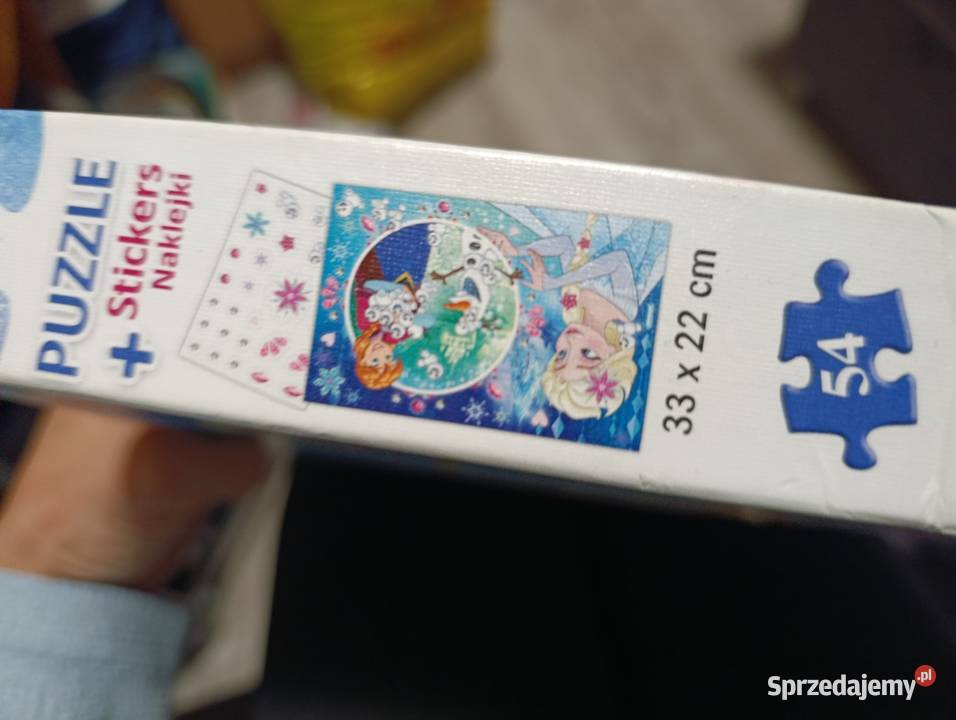 PUZZLE
+ Stickers
Naklejki
33 x 22 cm
54
Sprzedajemy.pl